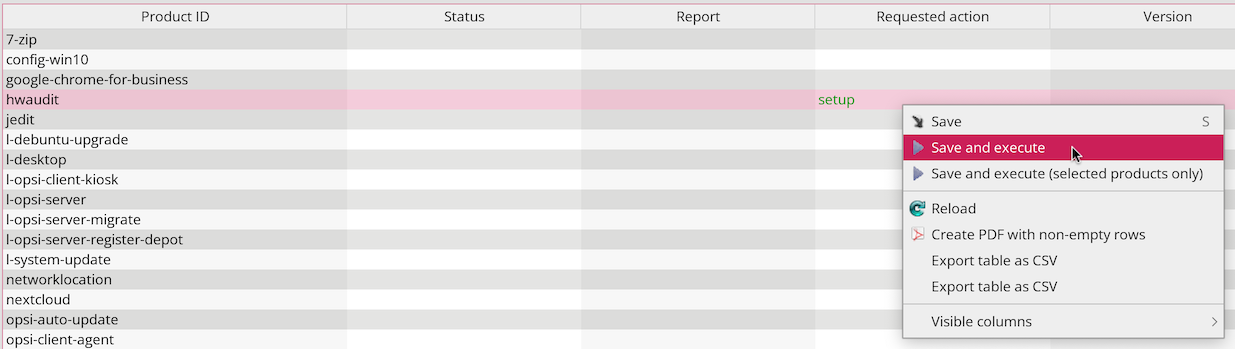 Product ID Status Report Requested action Version
7-zip
config-win10
google-chrome-for-business
hwaudit setup
jedit
l-debuntu-upgrade
l-desktop
l-opsi-client-kiosk
l-opsi-server
l-opsi-server-migrate
l-opsi-server-register-depot
l-system-update
networklocation
nextcloud
opsi-auto-update
opsi-client-agent
Save S
Save and execute
Save and execute (selected products only)
Reload
Create PDF with non-empty rows
Export table as CSV
Export table as CSV
Visible columns